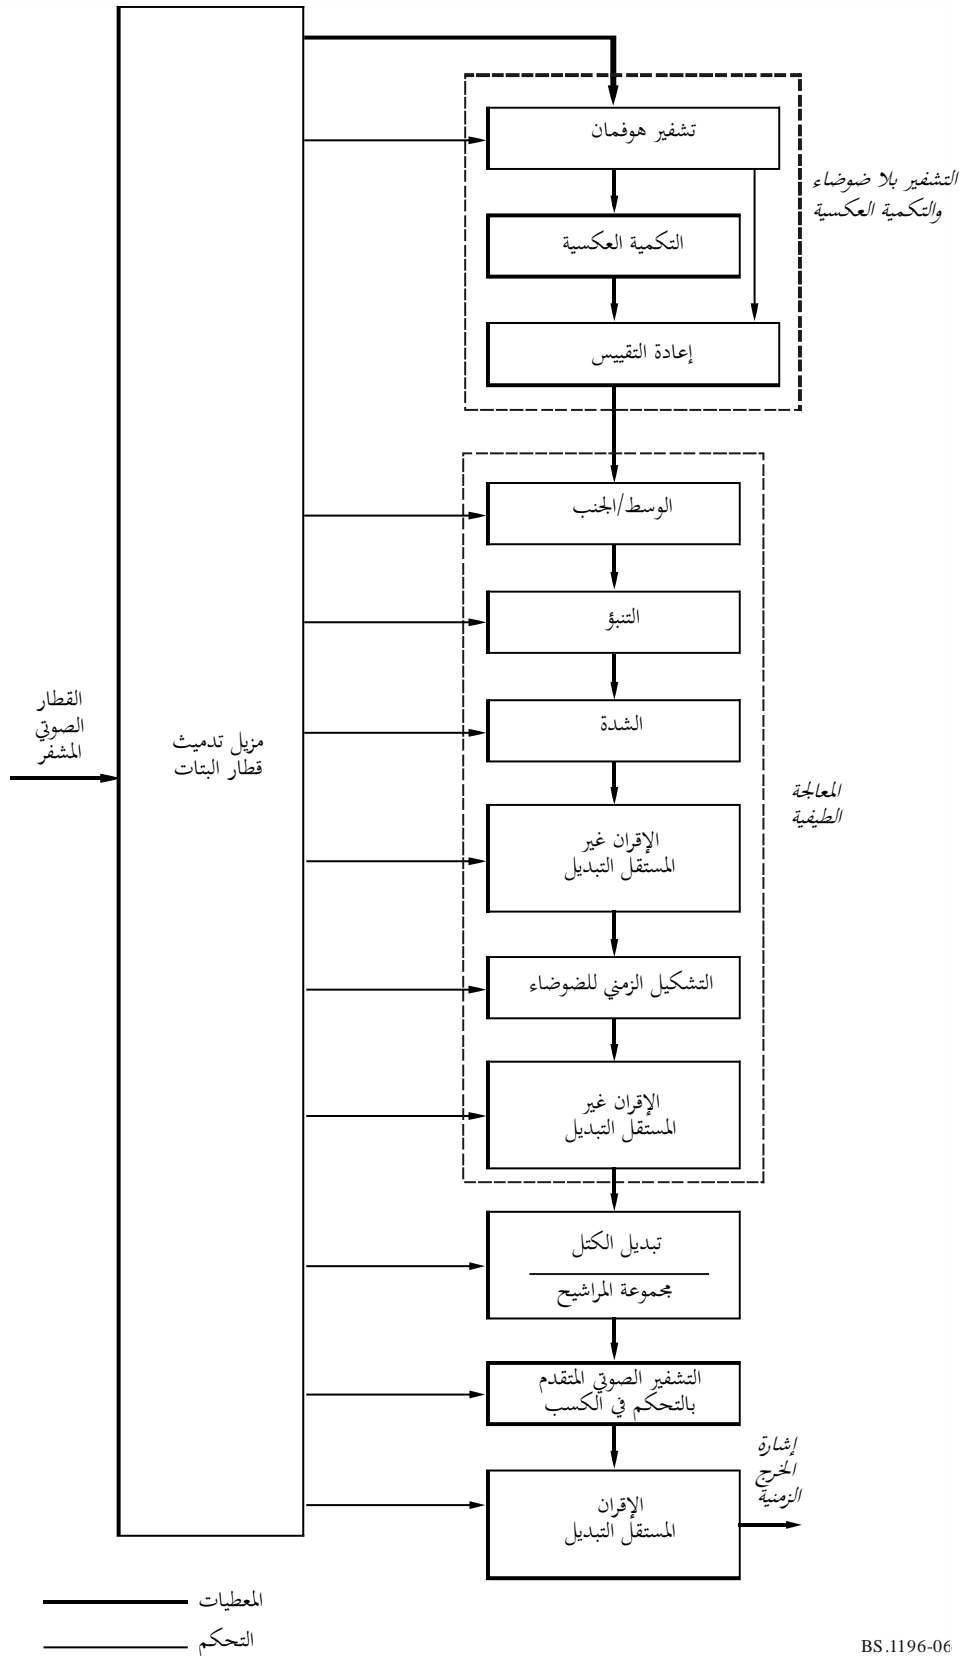 تشفير هوفمان
التشفير بلا ضوضاء
والتكمية العكسية
التكمية العكسية
إعادة التقييس
الوسط/الجنب
التنبؤ
القطار
الصوتي
المشفر
مزيل تدميث
قطار البتات
الشدة
المعالجة
الطيفية
الإقران غير
المستقل التبديل
التشكيل الزمني للضوضاء
الإقران غير
المستقل التبديل
تبديل الكتل
مجموعة المراشيح
التشفير الصوتي المتقدم
بالتحكم في الكسب
إشارة
الخرج
الزمنية
الإقران
المستقل التبديل
المعطيات
التحكم
BS.1196-06